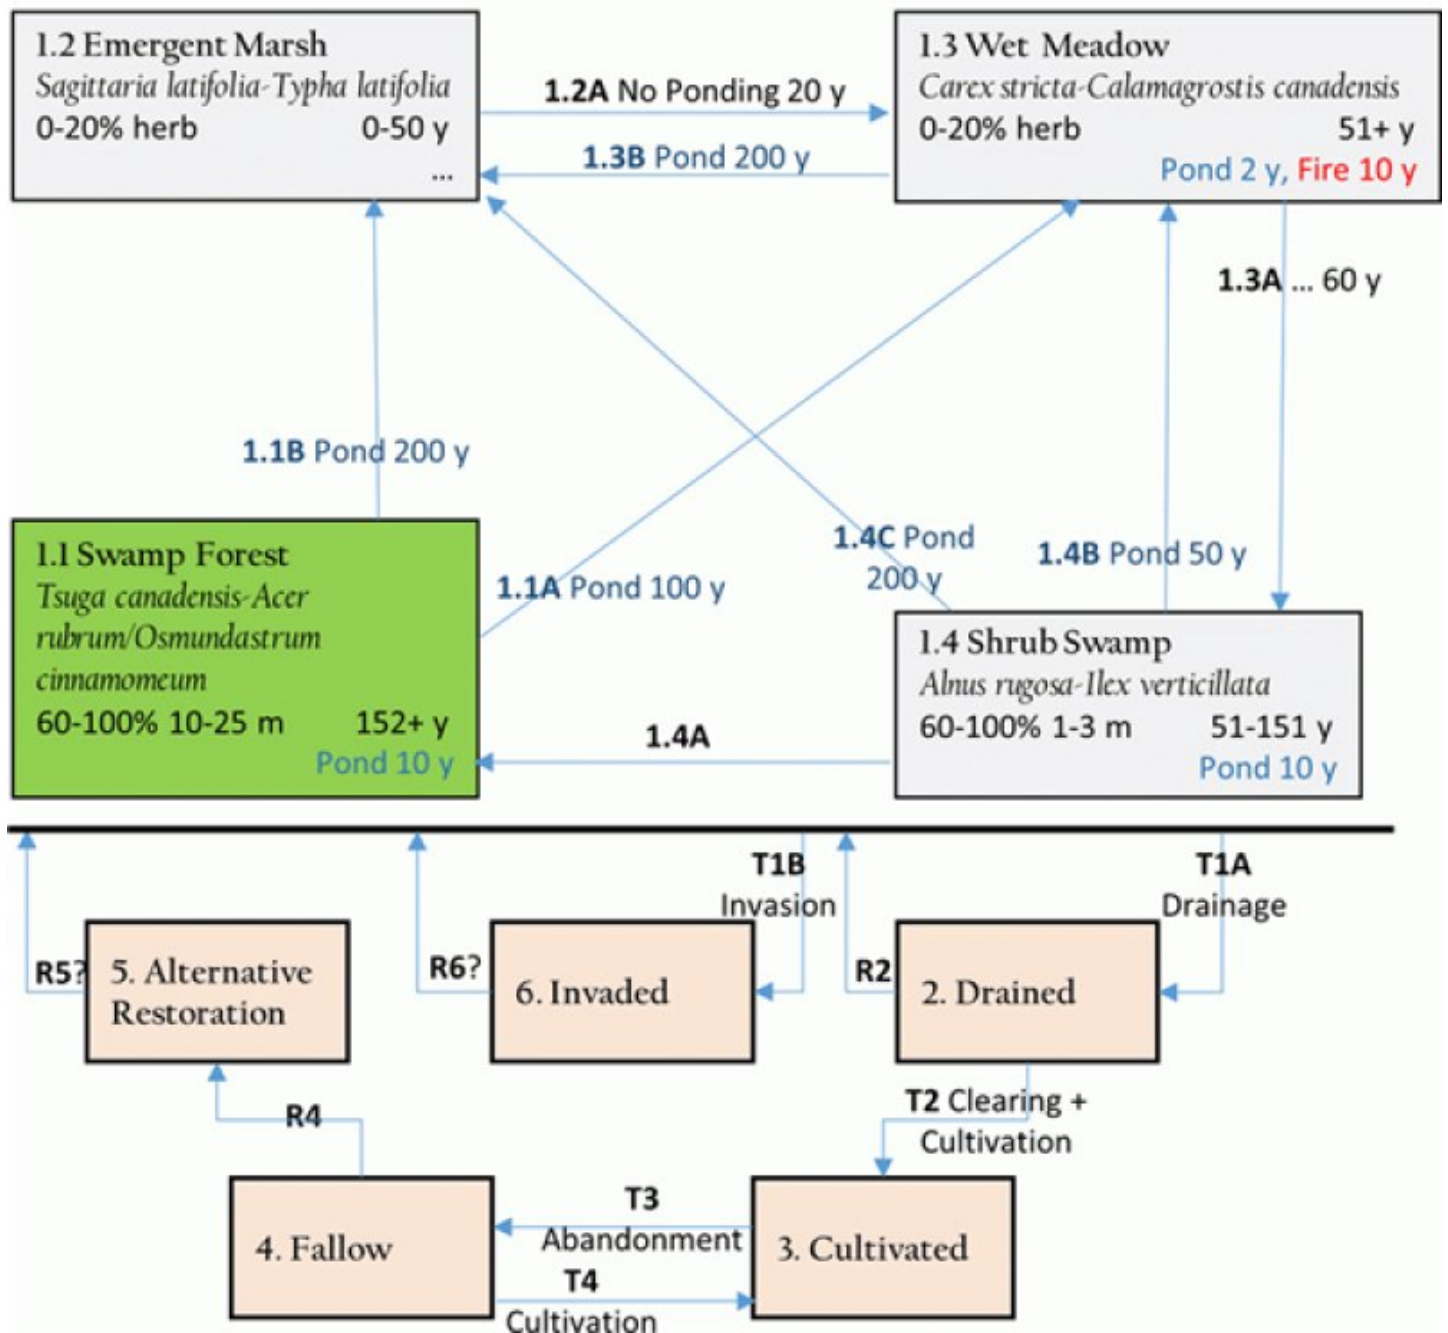 1.2 Emergent Marsh
Sagittaria latifolia-Typha latifolia
0-20% herb 0-50 y
...
1.2A No Ponding 20 y
1.3B Pond 200 y
1.3 Wet Meadow
Carex stricta-Calamagrostis canadensis
0-20% herb 51+ y
Pond 2 y, Fire 10 y
1.3A ... 60 y
1.1B Pond 200 y
1.1A Pond 100 y
1.4C Pond
200 y
1.4B Pond 50 y
1.1 Swamp Forest
Tsuga canadensis-Acer
rubrum/Osmundastrum
cinnamomeum
60-100% 10-25 m 152+ y
Pond 10 y
1.4A
1.4 Shrub Swamp
Alnus rugosa-Ilex verticillata
60-100% 1-3 m 51-151 y
Pond 10 y
T1B
Invasion
T1A
Drainage
R5?
5. Alternative
Restoration
R6?
6. Invaded
R2
2. Drained
R4
T2 Clearing +
Cultivation
4. Fallow
T3
Abandonment
T4
Cultivation
3. Cultivated